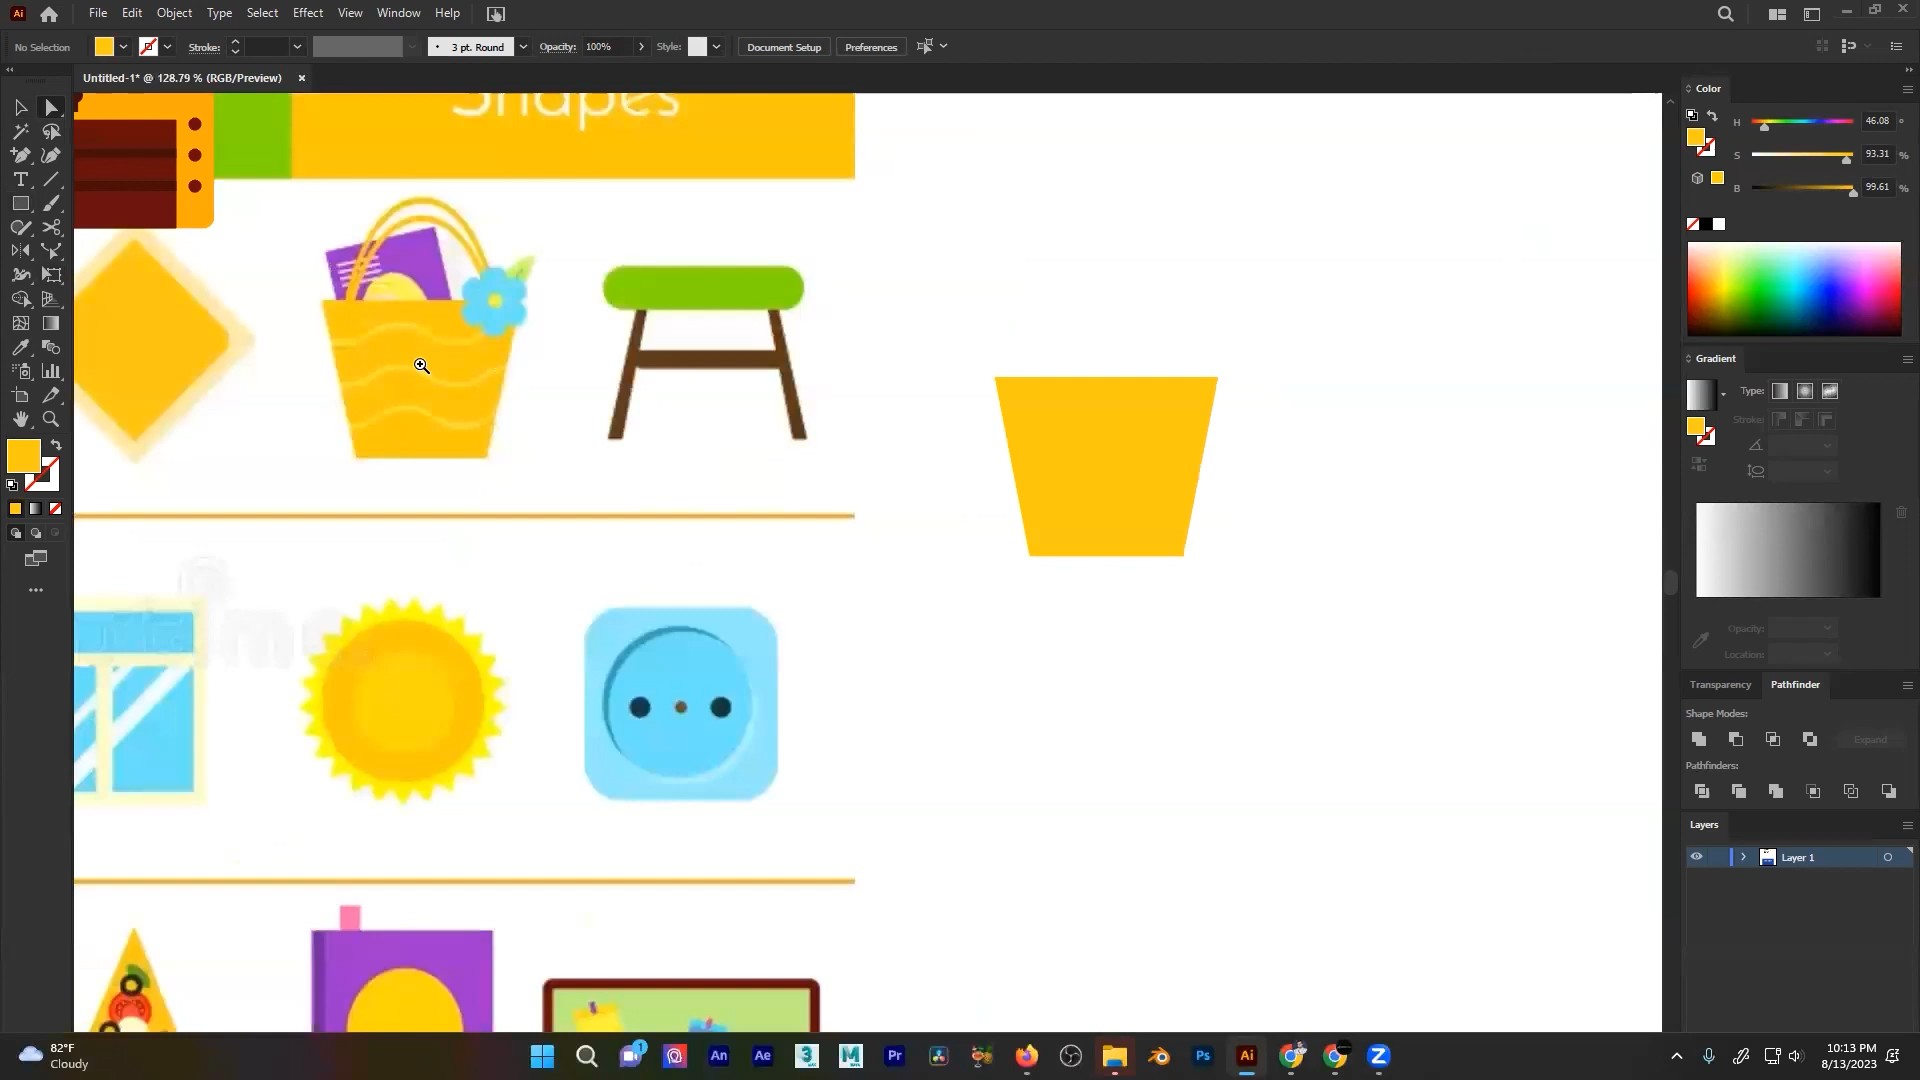 Ai File Edit Object Type Select Effect View Window Help
No Selection Stroke: 3 pt. Round Opacity: 100% Style: Document Setup Preferences
Untitled-1* @ 128.79 % (RGB/Preview)
Shapes
Color
H 46.08 °
S 93.31 %
B 99.61 %
Gradient
Type:
Stroke:
Opacity:
Location:
Transparency Pathfinder
Shape Modes:
Expand
Pathfinders:
Layers
Layer 1
82°F
Cloudy
1
An Ae 3 M Pr Ps Ai Z
10:13 PM
8/13/2023